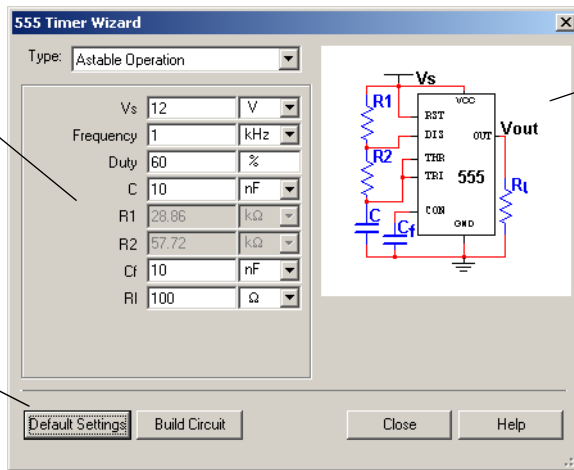 555 Timer Wizard
Type: Astable Operation
Vs 12 V
Frequency 1 kHz
Duty 60 %
C 10 nF
R1 28.86 kΩ
R2 57.72 kΩ
Cf 10 nF
Rl 100 Ω
Vs
R1
VCC
RST
DIS
OUT
Vout
R2
THR
TRI
555
Rl
C
Cf
CON
GND
Default Settings
Build Circuit
Close
Help